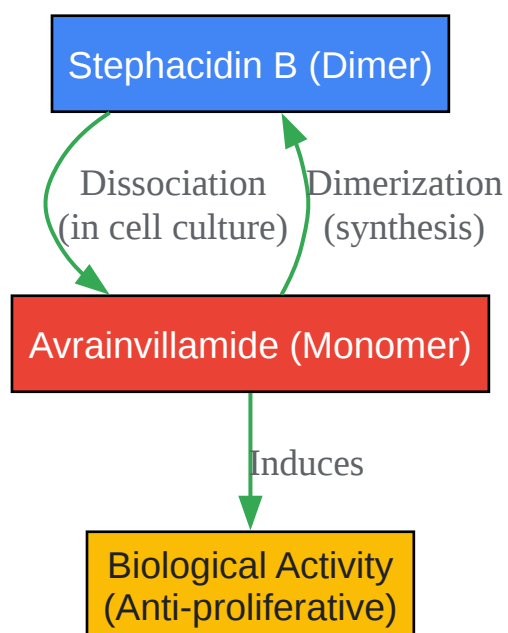 Stephacidin B (Dimer)
Dissociation
(in cell culture)
Dimerization
(synthesis)
Avrainvillamide (Monomer)
Induces
Biological Activity
(Anti-proliferative)